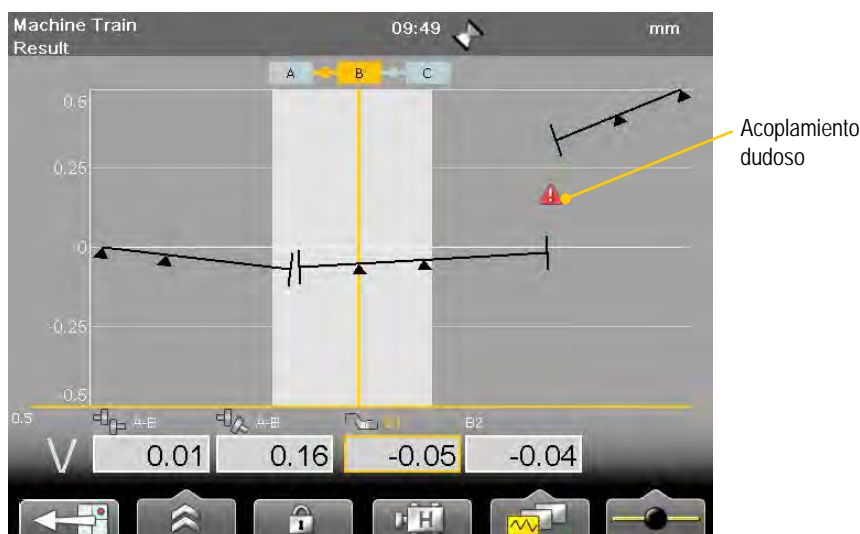 Machine Train
Result
09:49
mm
A B C
0.5
0.25
0
-0.25
-0.5
0.5
A-B
A-B
B1
B2
V
0.01
0.16
-0.05
-0.04
H
Acoplamiento
dudoso